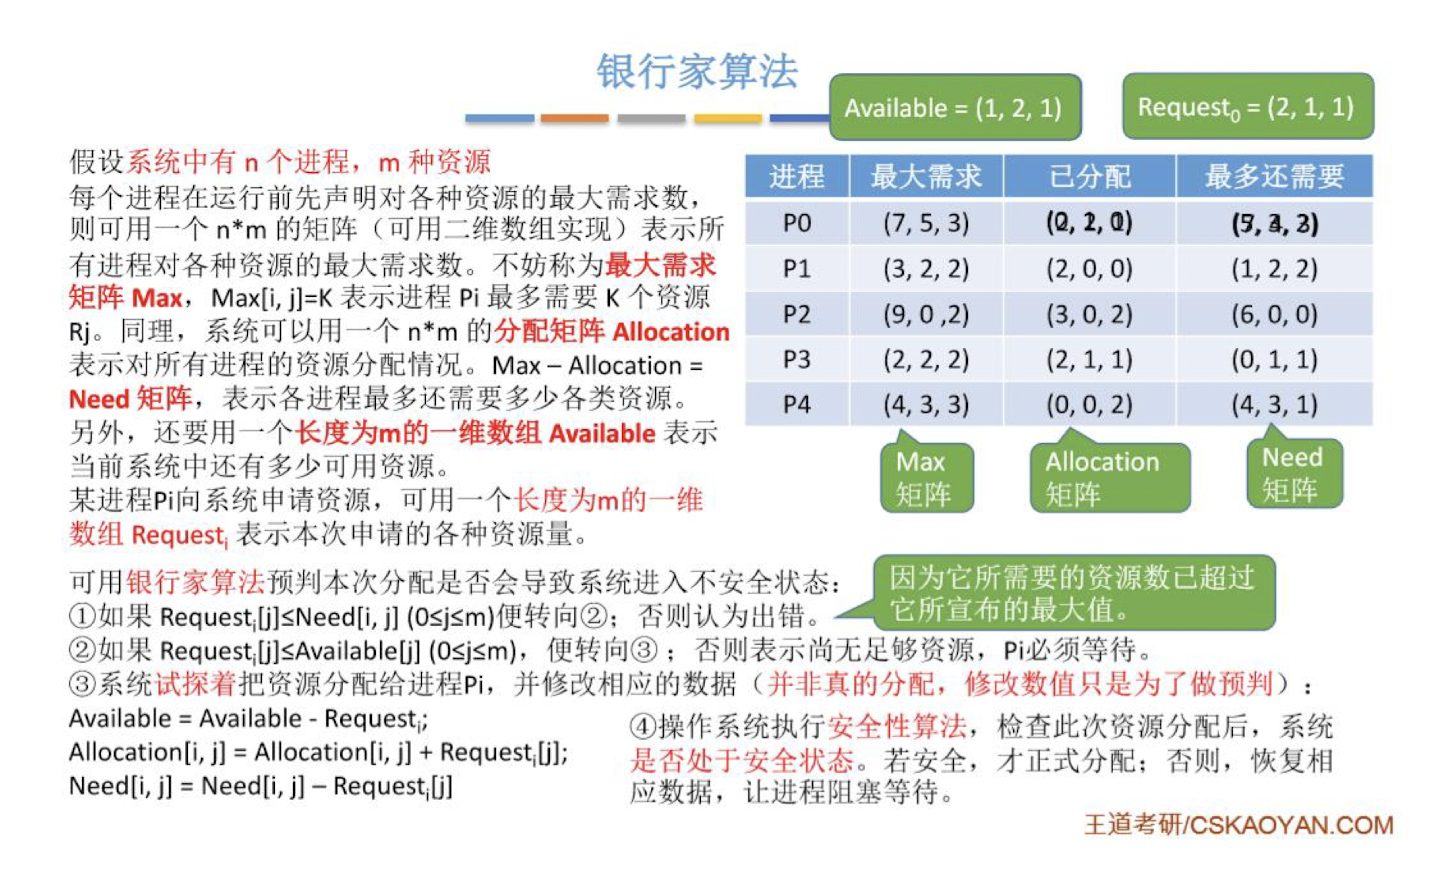 银行家算法
Available = (1, 2, 1)
Request0 = (2, 1, 1)
假设系统中有 n 个进程，m 种资源
每个进程在运行前先声明对各种资源的最大需求数，
则可用一个 n*m 的矩阵（可用二维数组实现）表示所
有进程对各种资源的最大需求数。不妨称为最大需求
矩阵 Max，Max[i, j]=K 表示进程 Pi 最多需要 K 个资源
Rj。同理，系统可以用一个 n*m 的分配矩阵 Allocation
表示对所有进程的资源分配情况。Max – Allocation =
Need 矩阵，表示各进程最多还需要多少各类资源。
另外，还要用一个长度为m的一维数组 Available 表示
当前系统中还有多少可用资源。
某进程Pi向系统申请资源，可用一个长度为m的一维
数组 Requesti 表示本次申请的各种资源量。
进程 最大需求 已分配 最多还需要
P0 (7, 5, 3)
P1 (3, 2, 2) (2, 0, 0) (1, 2, 2)
P2 (9, 0 ,2) (3, 0, 2) (6, 0, 0)
P3 (2, 2, 2) (2, 1, 1) (0, 1, 1)
P4 (4, 3, 3) (0, 0, 2) (4, 3, 1)
Max
矩阵
Allocation
矩阵
Need
矩阵
可用银行家算法预判本次分配是否会导致系统进入不安全状态：
①如果 Requesti[j]≤Need[i, j] (0≤j≤m)便转向②；否则认为出错。
因为它所需要的资源数已超过
它所宣布的最大值。
②如果 Requesti[j]≤Available[j] (0≤j≤m)，便转向③；否则表示尚无足够资源，Pi必须等待。
③系统试探着把资源分配给进程Pi，并修改相应的数据（并非真的分配，修改数值只是为了做预判）：
Available = Available - Requesti;
Allocation[i, j] = Allocation[i, j] + Requesti[j];
Need[i, j] = Need[i, j] – Requesti[j]
④操作系统执行安全性算法，检查此次资源分配后，系统
是否处于安全状态。若安全，才正式分配；否则，恢复相
应数据，让进程阻塞等待。
王道考研/CSKAOYAN.COM